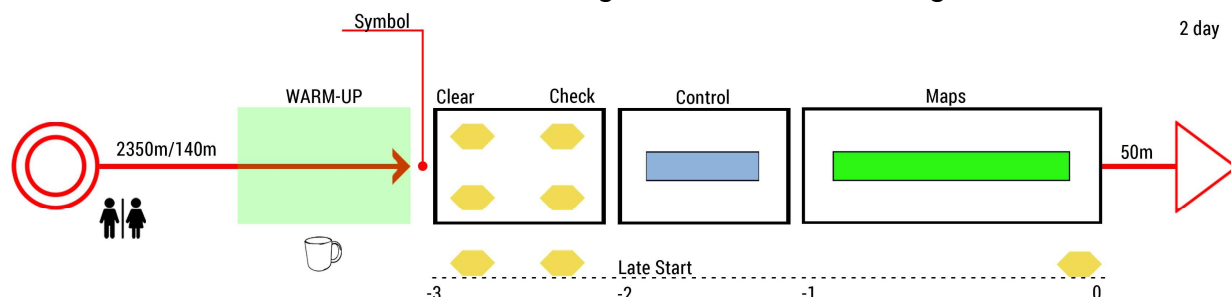 Symbol
2 day
WARM-UP
Clear
Check
Control
Maps
2350m/140m
50m
Late Start
-3
-2
-1
0